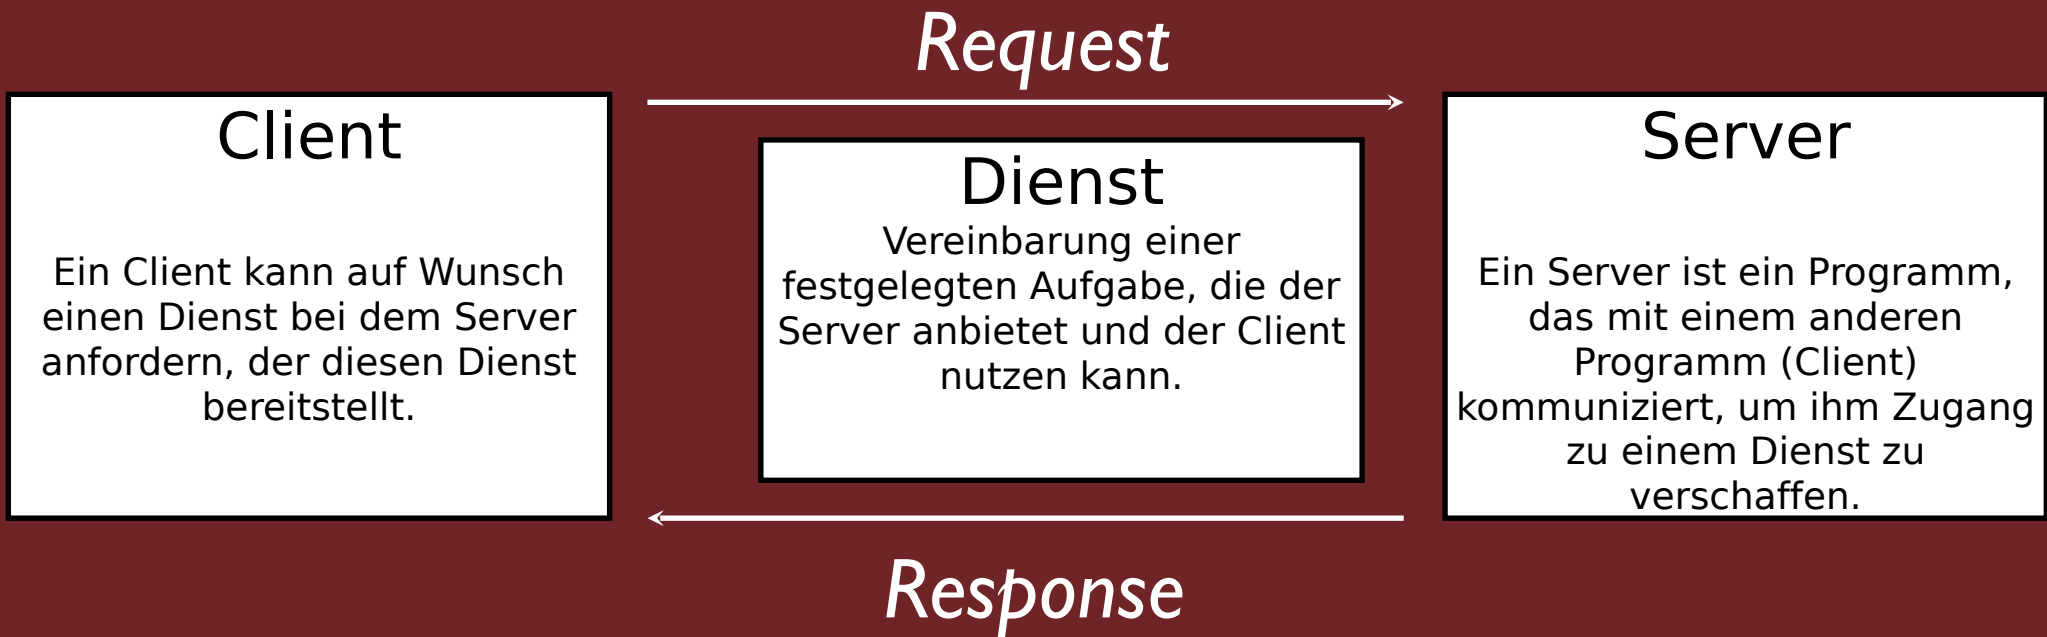 Request
Client
Ein Client kann auf Wunsch
einen Dienst bei dem Server
anfordern, der diesen Dienst
bereitstellt.
Dienst
Vereinbarung einer
festgelegten Aufgabe, die der
Server anbietet und der Client
nutzen kann.
Server
Ein Server ist ein Programm,
das mit einem anderen
Programm (Client)
kommuniziert, um ihm Zugang
zu einem Dienst zu
verschaffen.
Response